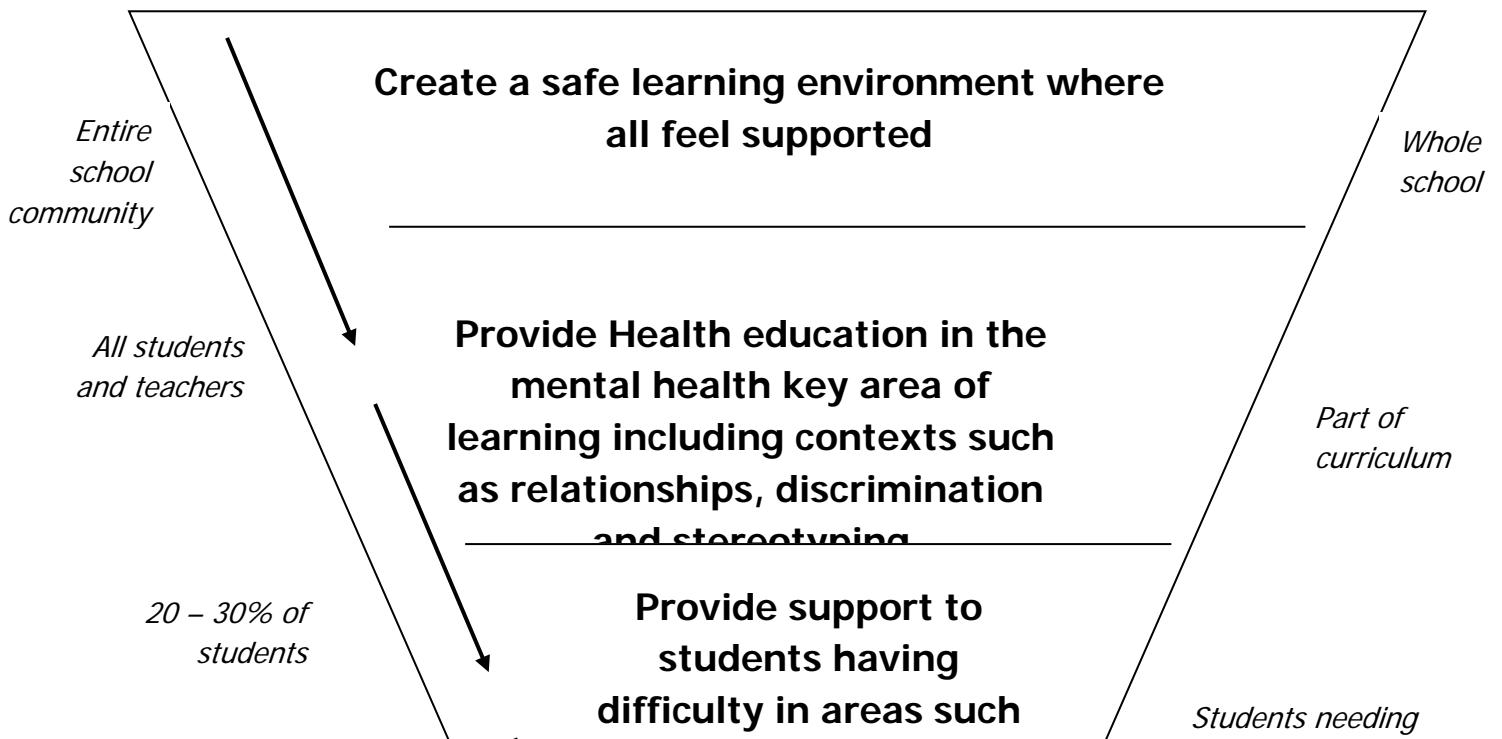 Create a safe learning environment where
all feel supported
Entire
school
community
Whole
school
Provide Health education in the
mental health key area of
learning including contexts such
as relationships, discrimination
and stereotyping
All students
and teachers
Part of
curriculum
20 – 30% of
students
Provide support to
students having
difficulty in areas such
Students needing